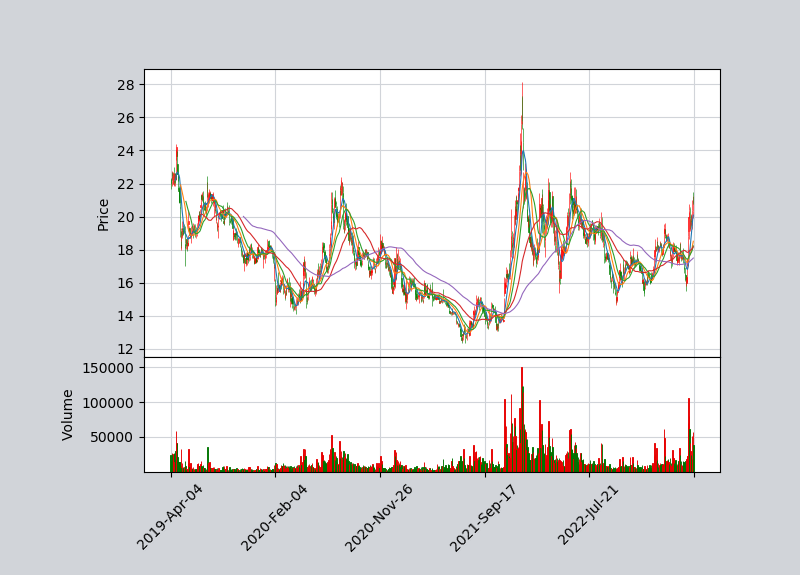 28
26
24
22
20
18
16
14
12
Price
150000
100000
50000
Volume
2019-Apr-04
2020-Feb-04
2020-Nov-26
2021-Sep-17
2022-Jul-21